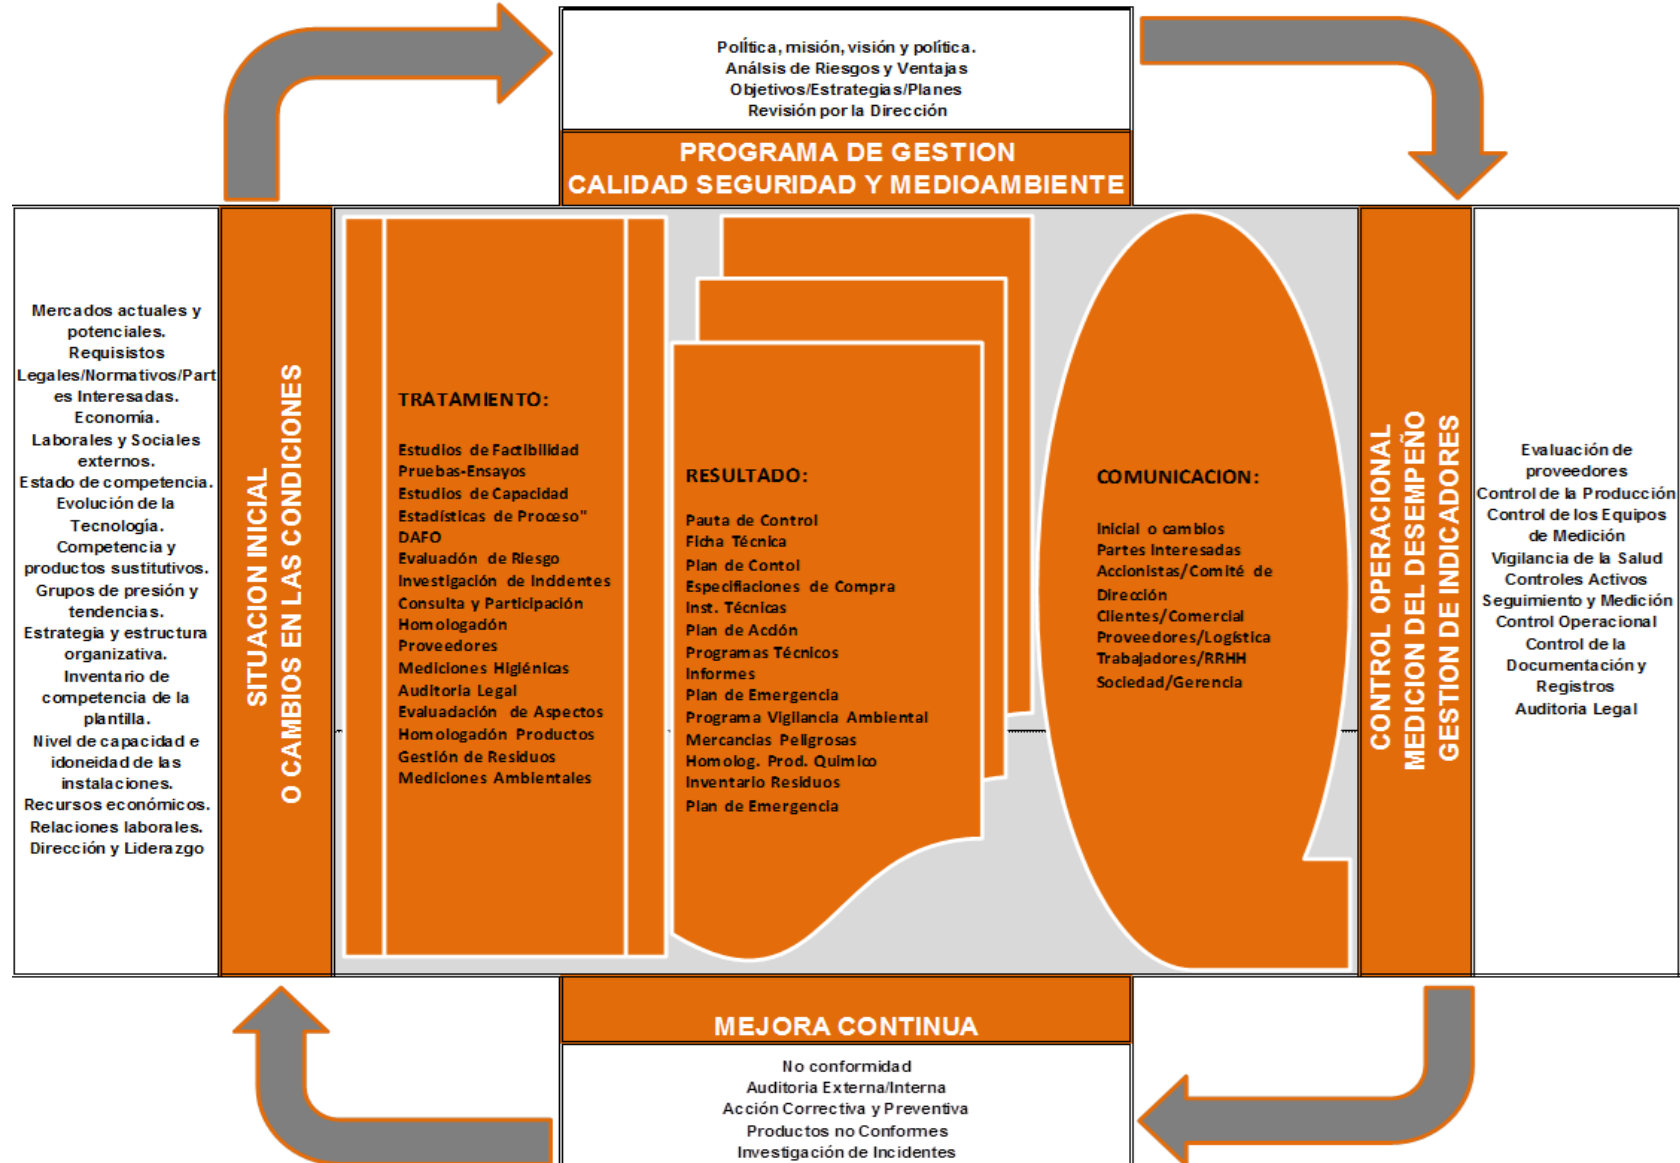 Polĺtica, misión, visión y política.
Análsis de Riesgos y Ventajas
Objetivos/Estrategias/Planes
Revisión por la Dirección
PROGRAMA DE GESTION
CALIDAD SEGURIDAD Y MEDIOAMBIENTE
Mercados actuales y
potenciales.
Requisistos
Legales/Normativos/Part
es Interesadas.
Economía.
Laborales y Sociales
externos.
Estado de competencia.
Evolución de la
Tecnología.
Competencia y
productos sustitutivos.
Grupos de presión y
tendencias.
Estrategia y estructura
organizativa.
Inventario de
competencia de la
plantilla.
Nivel de capacidad e
idoneidad de las
instalaciones.
Recursos económicos.
Relaciones laborales.
Dirección y Liderazgo
SITUACION INICIAL
O CAMBIOS EN LAS CONDICIONES
TRATAMIENTO:
Estudios de Factibilidad
Pruebas-Ensayos
Estudios de Capacidad
Estadísticas de Proceso"
DAFO
Evaluación de Riesgo
Investigación de Incidentes
Consulta y Participación
Homologación
Proveedores
Mediciones Higiénicas
Auditoria Legal
Evaluadación de Aspectos
Homologación Productos
Gestión de Residuos
Mediciones Ambientales
RESULTADO:
Pauta de Control
Ficha Técnica
Plan de Contol
Especifiaciones de Compra
Inst. Técnicas
Plan de Acción
Programas Técnicos
Informes
Plan de Emergencia
Programa Vigilancia Ambiental
Mercancias Peligrosas
Homolog. Prod. Quimico
Inventario Residuos
Plan de Emergencia
COMUNICACION:
Inicial o cambios
Partes Interesadas
Accionistas/Comité de
Dirección
Clientes/Comercial
Proveedores/Logística
Trabajadores/RRHH
Sociedad/Gerencia
CONTROL OPERACIONAL
MEDICION DEL DESEMPEÑO
GESTION DE INDICADORES
Evaluación de
proveedores
Control de la Producción
Control de los Equipos
de Medición
Vigilancia de la Salud
Controles Activos
Seguimiento y Medición
Control Operacional
Control de la
Documentación y
Registros
Auditoria Legal
MEJORA CONTINUA
No conformidad
Auditoria Externa/Interna
Acción Correctiva y Preventiva
Productos no Conformes
Investigación de Incidentes